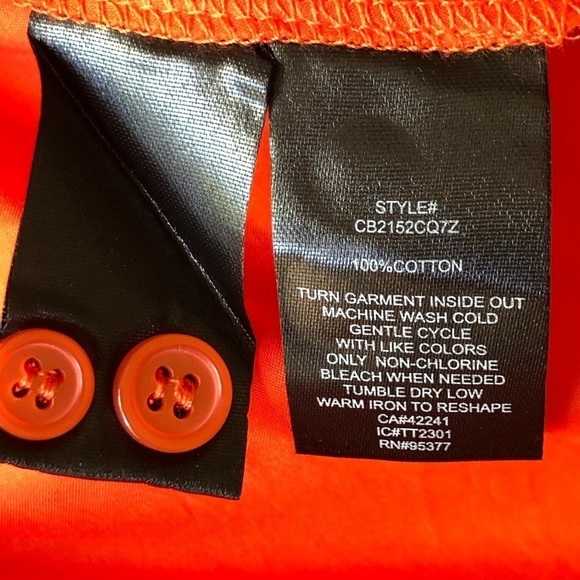 STYLE#
CB2152CQ7Z
100%COTTON
TURN GARMENT INSIDE OUT
MACHINE WASH COLD
GENTLE CYCLE
WITH LIKE COLORS
ONLY NON-CHLORINE
BLEACH WHEN NEEDED
TUMBLE DRY LOW
WARM IRON TO RESHAPE
CA#42241
IC#TT2301
RN#95377